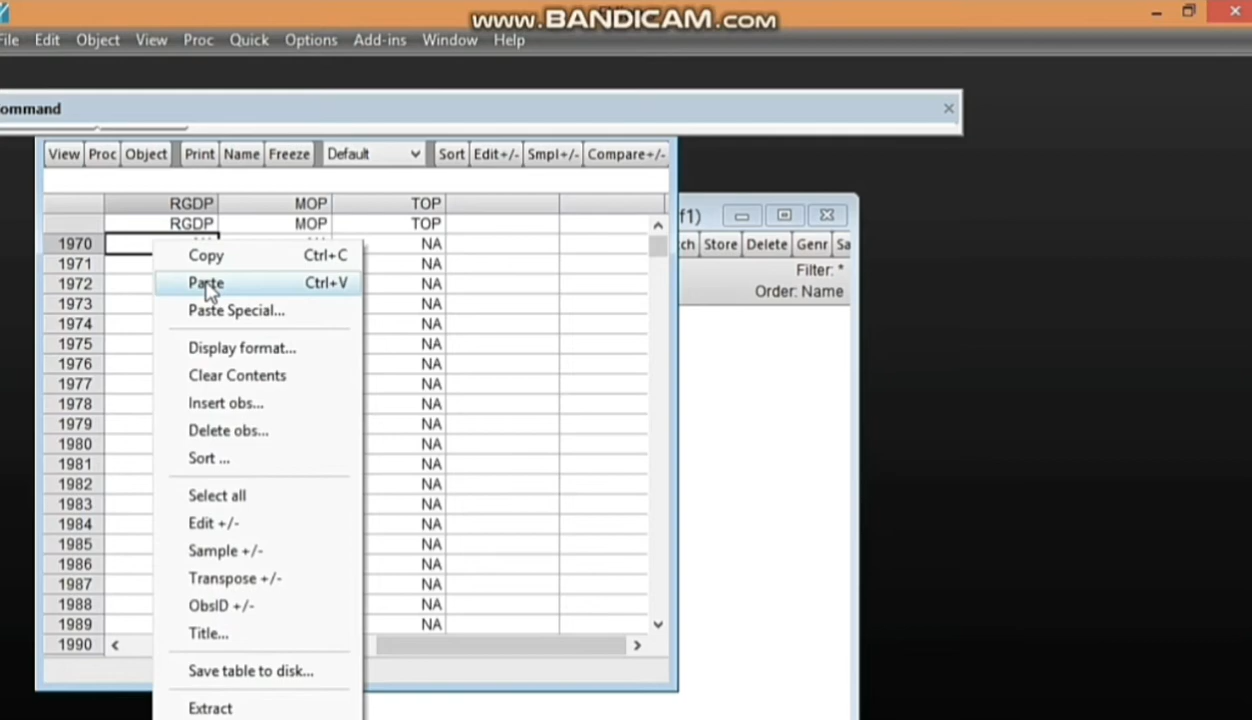 www.BANDICAM.com
File Edit Object View Proc Quick Options Add-ins Window Help
ommand
View Proc Object Print Name Freeze Default Sort Edit+/- Smpl+/- Compare+/-
RGDP MOP TOP
RGDP MOP TOP
f1)
ch Store Delete Genr Sa
Filter: *
Order: Name
1970 NA
1971 NA
1972 NA
1973 NA
1974 NA
1975 NA
1976 NA
1977 NA
1978 NA
1979 NA
1980 NA
1981 NA
1982 NA
1983 NA
1984 NA
1985 NA
1986 NA
1987 NA
1988 NA
1989 NA
1990
Copy Ctrl+C
Paste Ctrl+V
Paste Special...
Display format...
Clear Contents
Insert obs...
Delete obs...
Sort ...
Select all
Edit +/-
Sample +/-
Transpose +/-
ObsID +/-
Title...
Save table to disk...
Extract